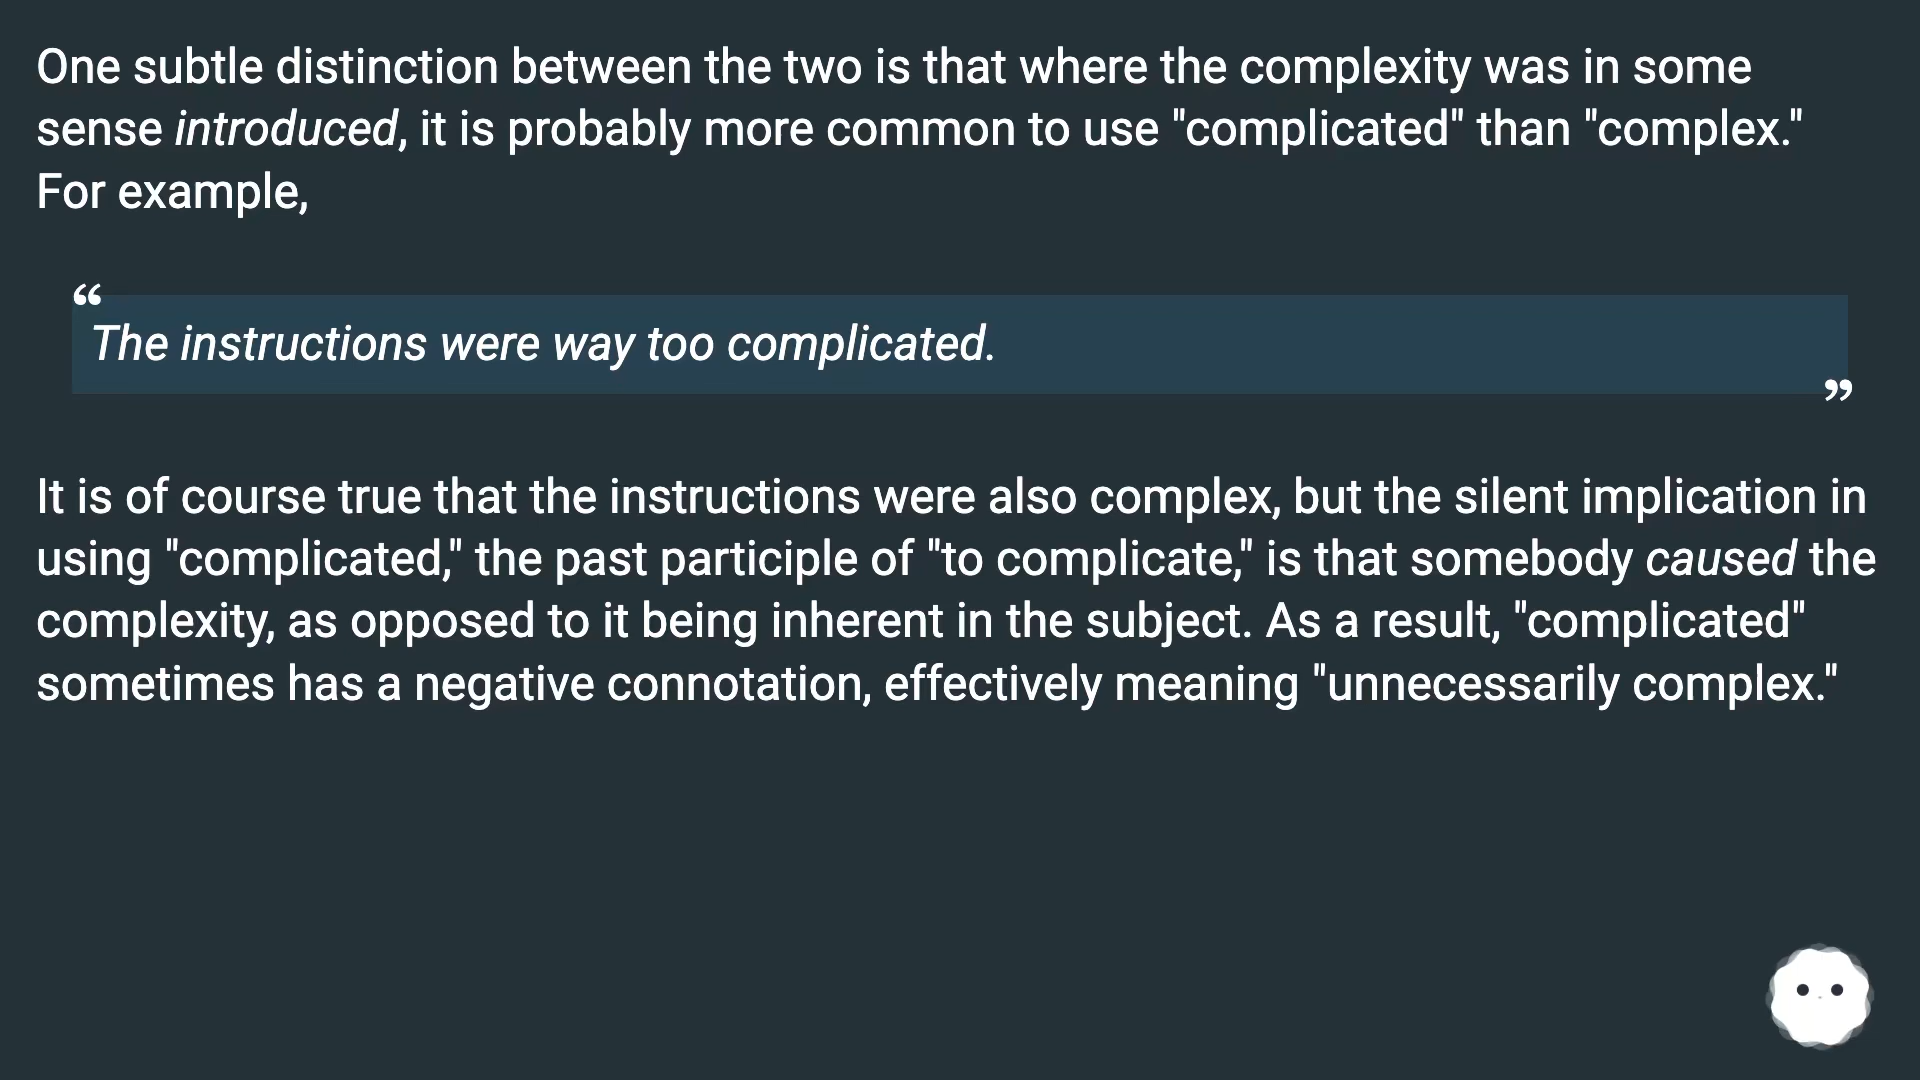 One subtle distinction between the two is that where the complexity was in some
sense introduced, it is probably more common to use "complicated" than "complex."
For example,
“
The instructions were way too complicated.
”
It is of course true that the instructions were also complex, but the silent implication in
using "complicated," the past participle of "to complicate," is that somebody caused the
complexity, as opposed to it being inherent in the subject. As a result, "complicated"
sometimes has a negative connotation, effectively meaning "unnecessarily complex."